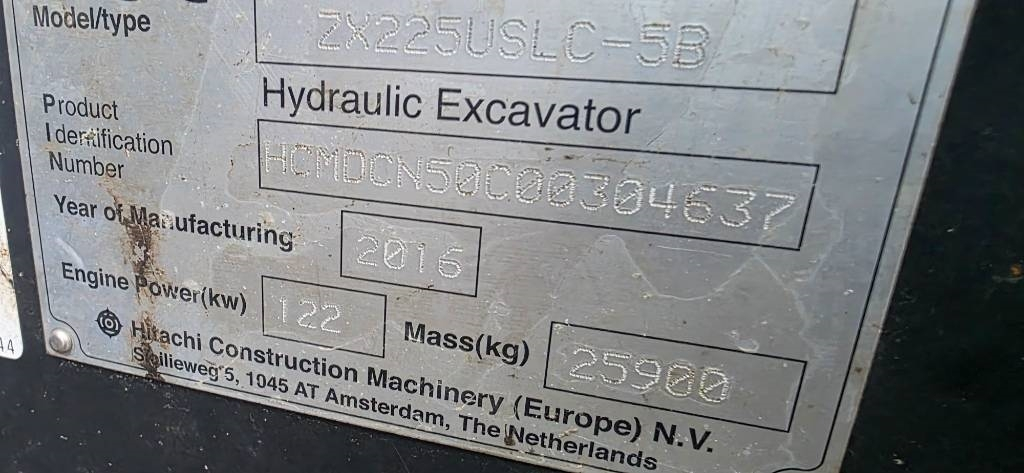 Model/type ZX225USLC-5B
Hydraulic Excavator
Product
Identification
Number HCMDCN50C00304637
Year of Manufacturing 2016
Engine Power(kw) 122 Mass(kg) 25900
Hitachi Construction Machinery (Europe) N.V.
Sicilieweg 5, 1045 AT Amsterdam, The Netherlands